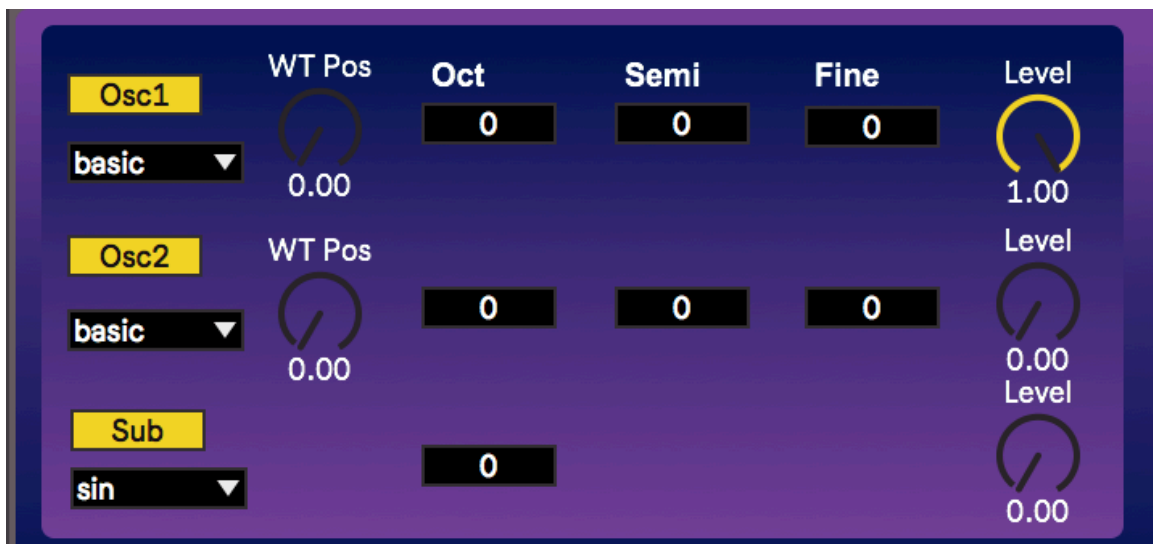 WT Pos Oct Semi Fine Level
Osc1
0 0 0
basic
0.00 1.00
Osc2 WT Pos Level
0 0 0
basic
0.00 0.00
Level
Sub
0
sin
0.00